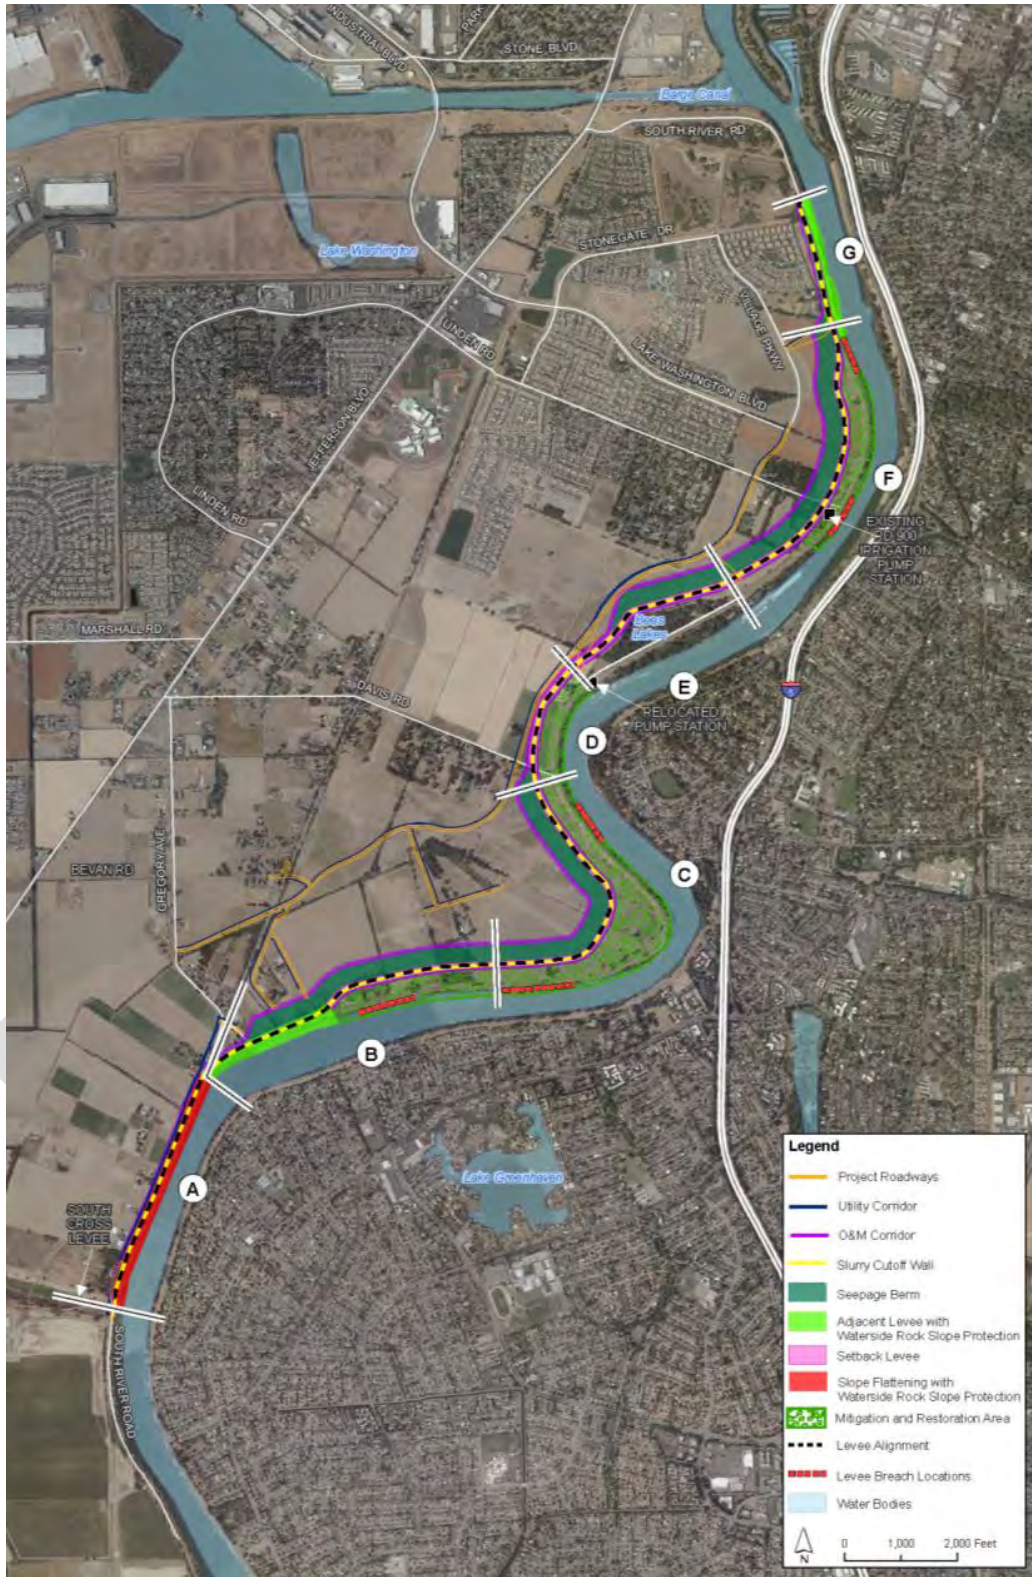 INDUSTRIAL BLVD
PARK
STONE BLVD
Barge Canal
SOUTH RIVER RD
Lake Washington
STONEGATE DR
G
VILLAGE PKWY
LINDEN RD
LAKE WASHINGTON BLVD
JEFFERSON BLVD
LINDEN RD
F
EXISTING
RD 900
IRRIGATION
PUMP
STATION
MARSHALL RD
Bees
Lakes
DAVIS RD
E
RELOCATED
PUMP STATION
5
D
GREGORY AVE
BEVAN RD
C
B
A
Lake Greenhaven
SOUTH
CROSS
LEVEE
SOUTH RIVER ROAD
Legend
Project Roadways
Utility Corridor
O&M Corridor
Slurry Cutoff Wall
Seepage Berm
Adjacent Levee with
Waterside Rock Slope Protection
Setback Levee
Slope Flattening with
Waterside Rock Slope Protection
Mitigation and Restoration Area
Levee Alignment
Levee Breach Locations
Water Bodies
N
0 1,000 2,000 Feet